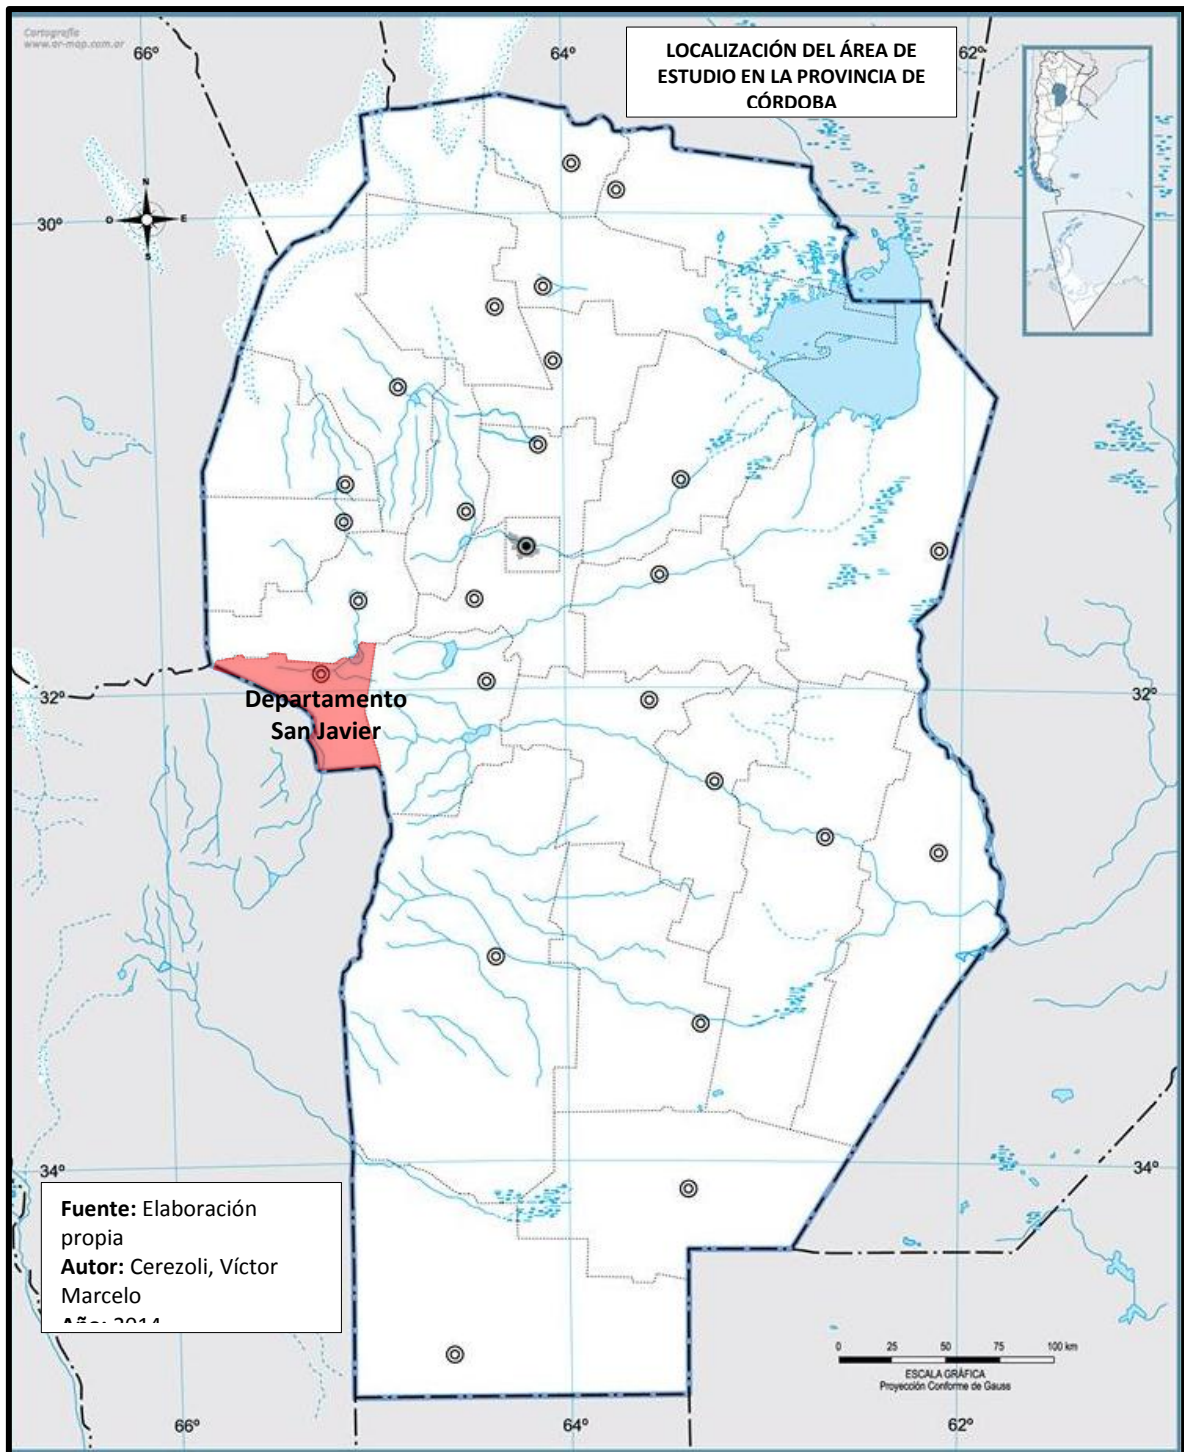 Cartografía
www.ar-map.com.ar
66º
64º
62º
LOCALIZACIÓN DEL ÁREA DE
ESTUDIO EN LA PROVINCIA DE
CÓRDOBA
N
O
E
S
30º
32º
32º
Departamento
San Javier
34º
34º
Fuente: Elaboración
propia
Autor: Cerezoli, Víctor
Marcelo
Año: 2014
0 25 50 75 100 km
ESCALA GRÁFICA
Proyección Conforme de Gauss
66º
64º
62º